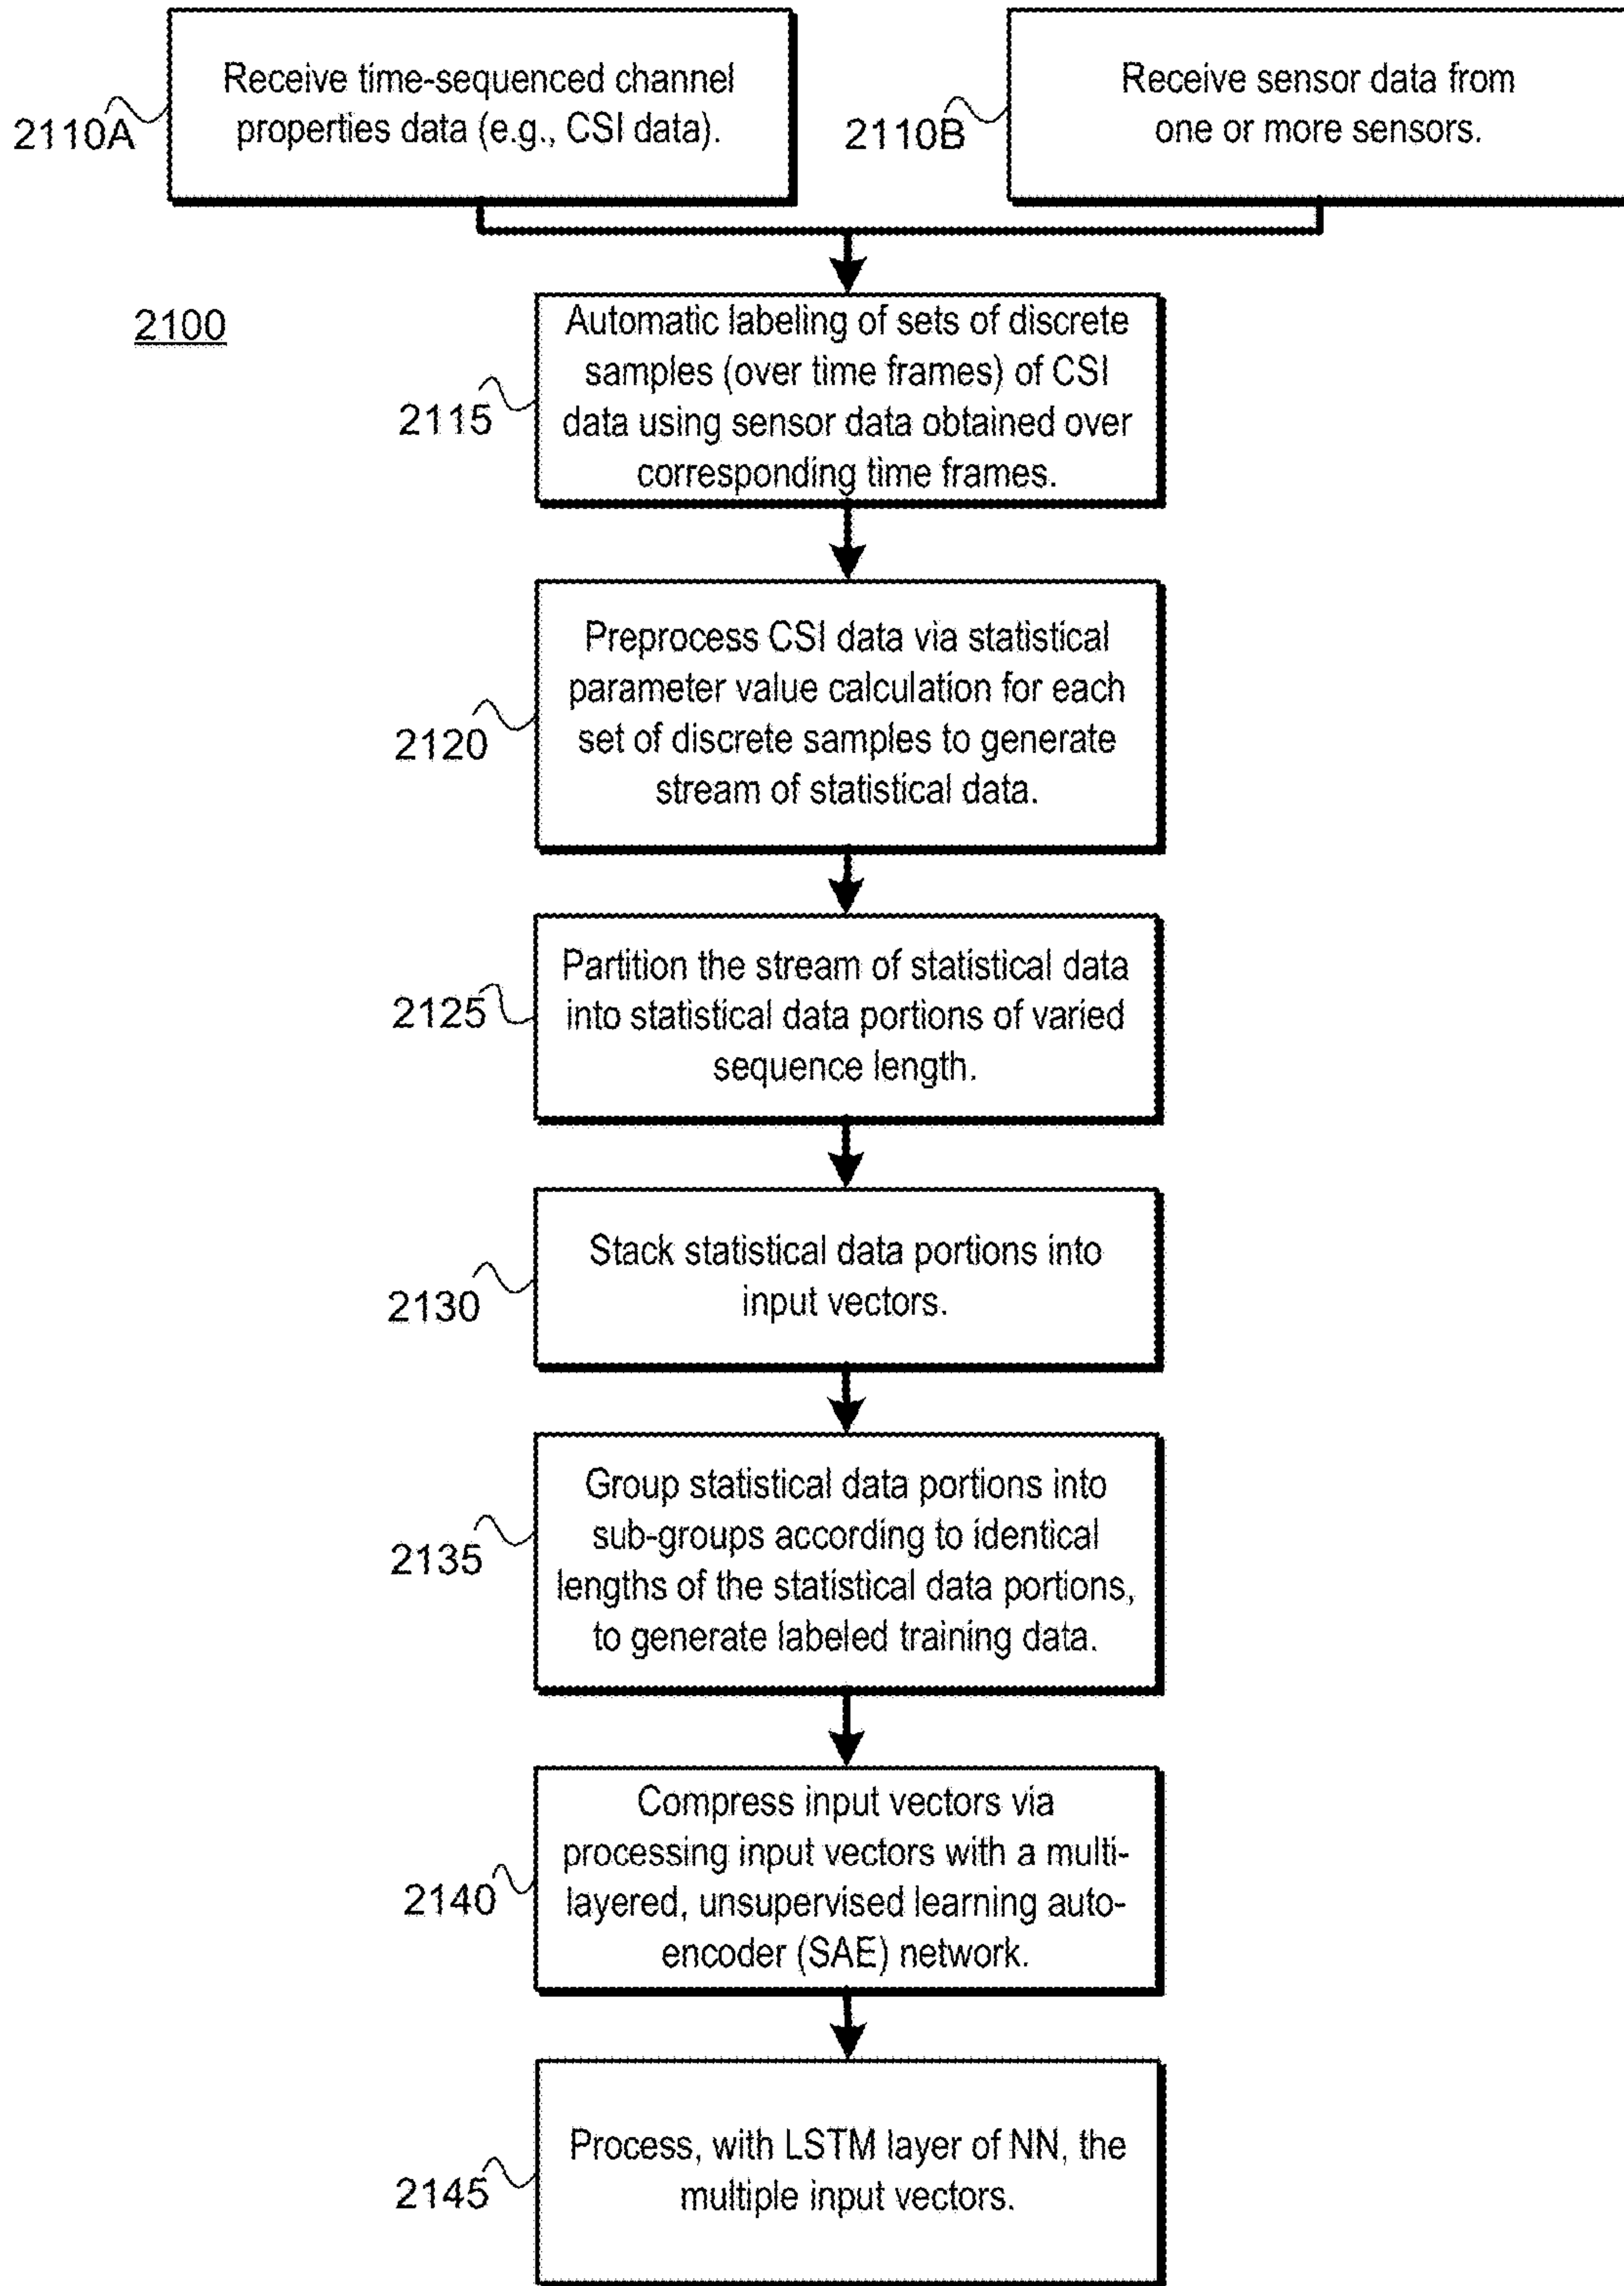 Receive time-sequenced channel
properties data (e.g., CSI data).
2110A
Receive sensor data from
one or more sensors.
2110B
2100
Automatic labeling of sets of discrete
samples (over time frames) of CSI
data using sensor data obtained over
corresponding time frames.
2115
Preprocess CSI data via statistical
parameter value calculation for each
set of discrete samples to generate
stream of statistical data.
2120
Partition the stream of statistical data
into statistical data portions of varied
sequence length.
2125
Stack statistical data portions into
input vectors.
2130
Group statistical data portions into
sub-groups according to identical
lengths of the statistical data portions,
to generate labeled training data.
2135
Compress input vectors via
processing input vectors with a multi-
layered, unsupervised learning auto-
encoder (SAE) network.
2140
Process, with LSTM layer of NN, the
multiple input vectors.
2145